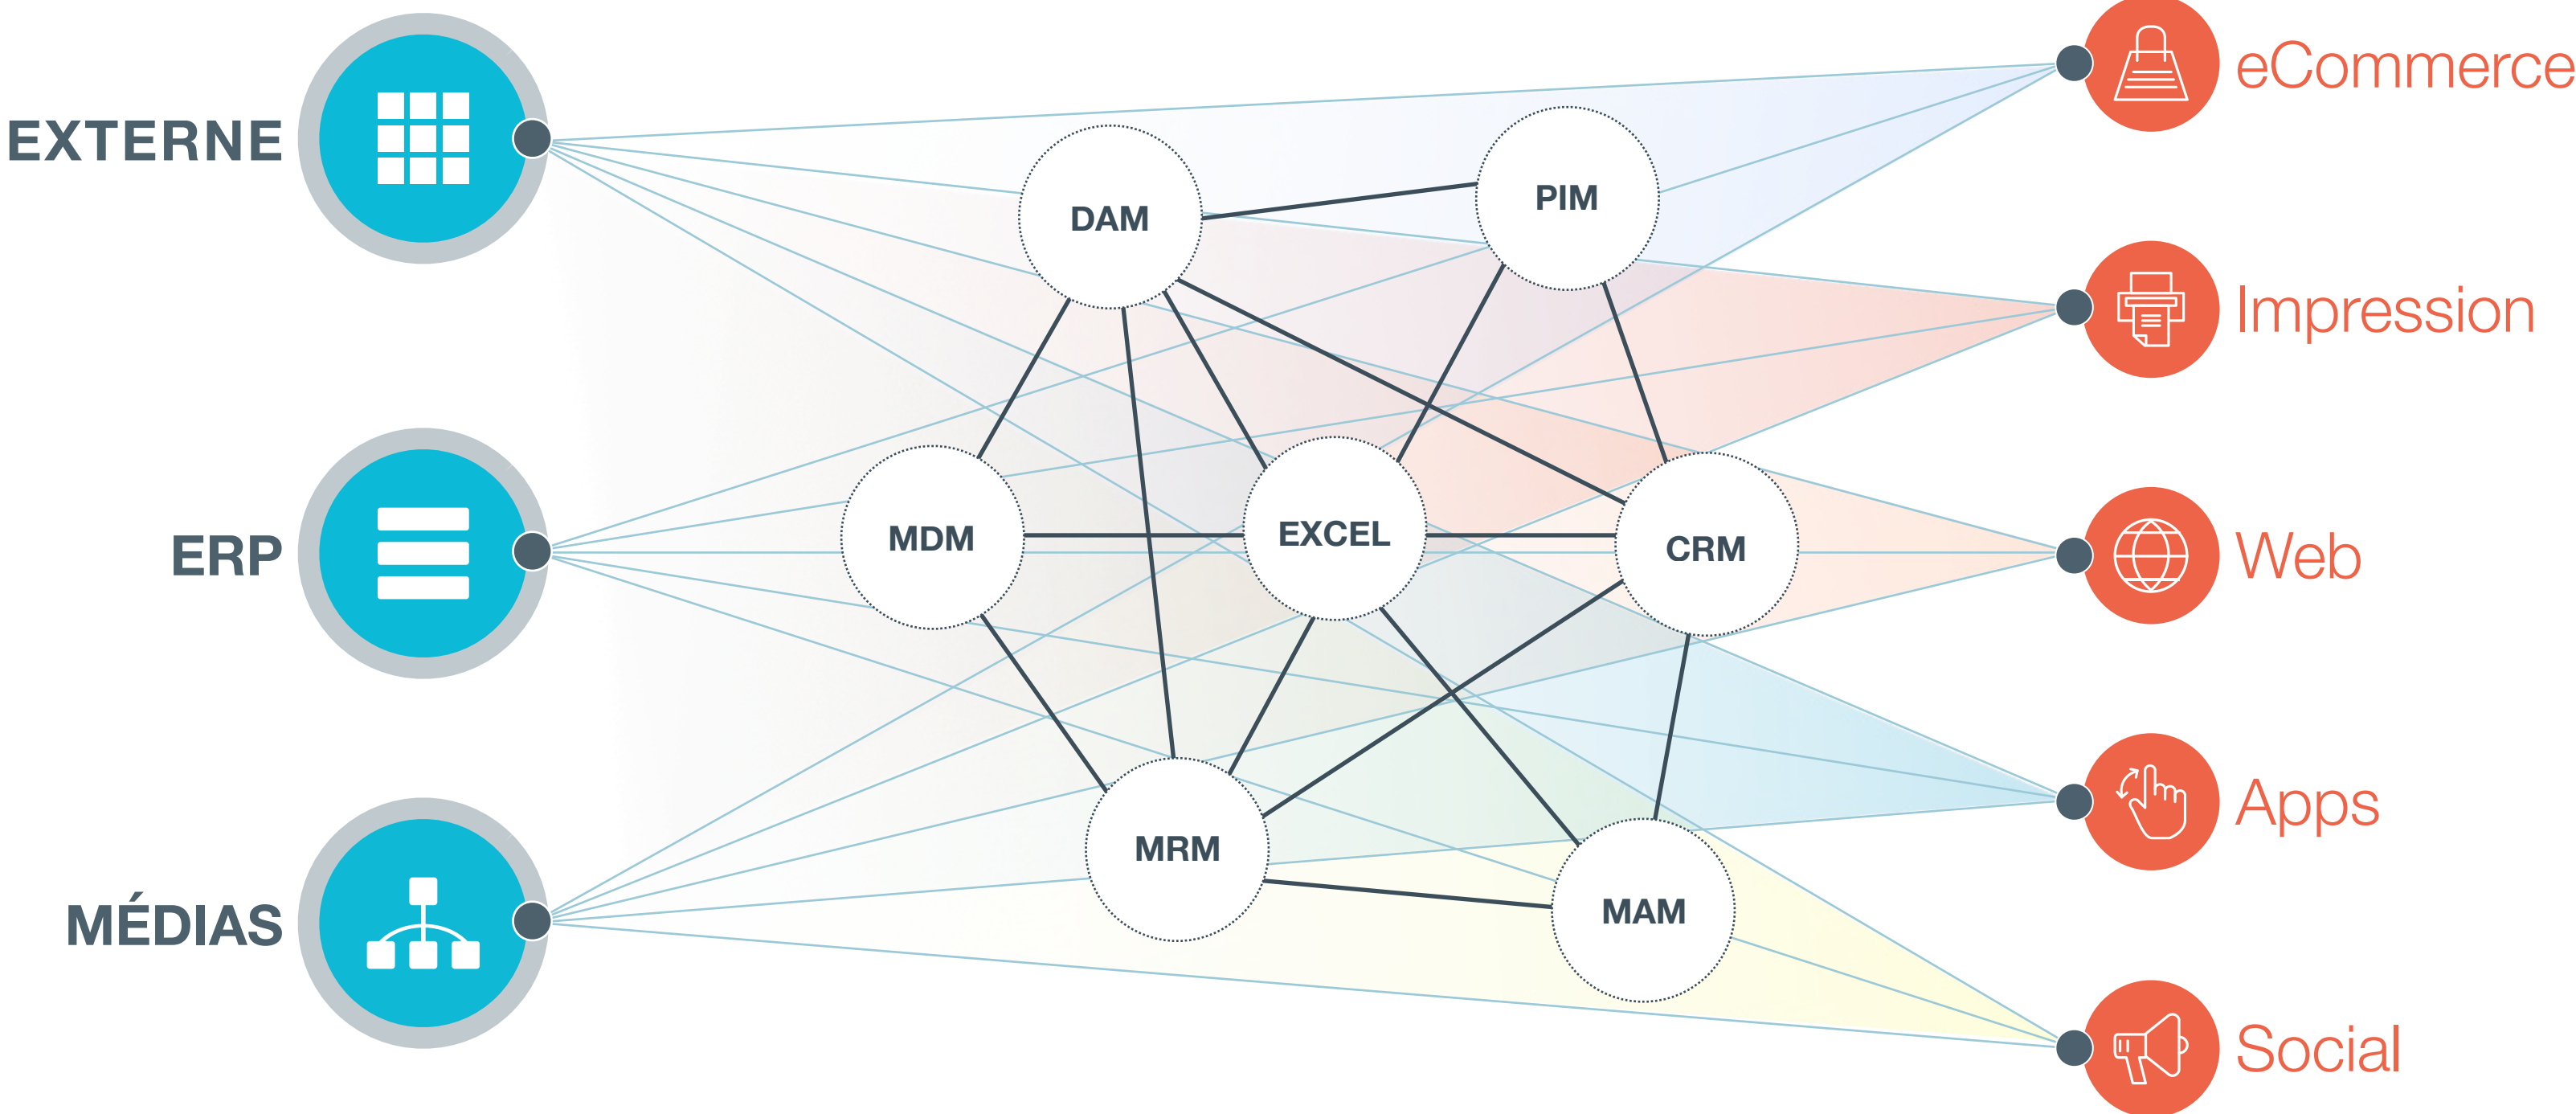 EXTERNE
ERP
MÉDIAS
DAM
PIM
MDM
EXCEL
CRM
MRM
MAM
eCommerce
Impression
Web
Apps
Social